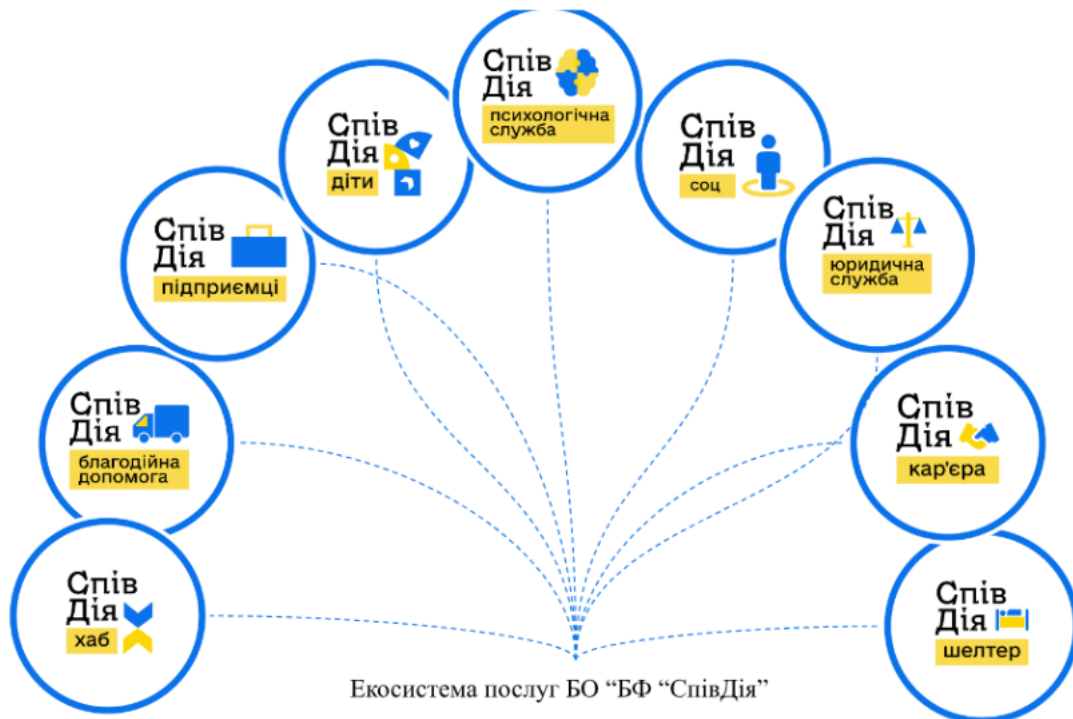 Спів
Дія
психологічна
служба
Спів
Дія
діти
Спів
Дія
соц
Спів
Дія
підприємці
Спів
Дія
юридична
служба
Спів
Дія
благодійна
допомога
Спів
Дія
кар'єра
Спів
Дія
хаб
Спів
Дія
шелтер
Екосистема послуг БО “БФ “СпівДія”